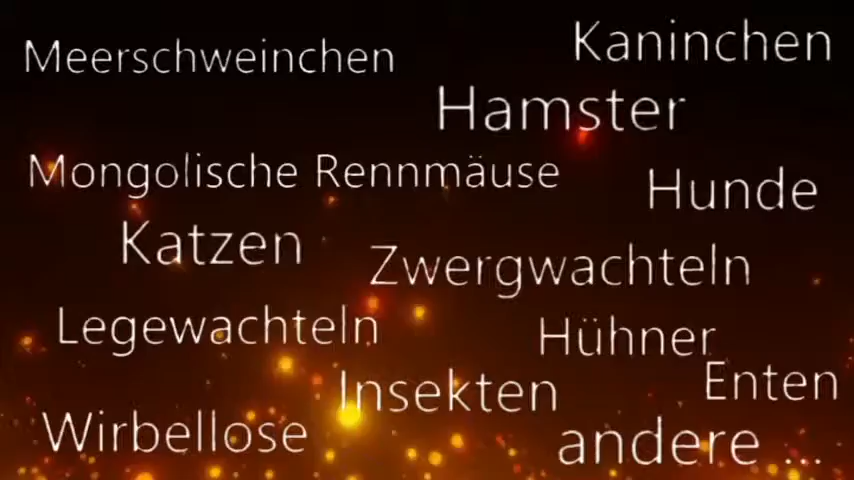 Meerschweinchen
Kaninchen
Hamster
Mongolische Rennmäuse
Hunde
Katzen
Zwergwachteln
Legewachteln
Hühner
Insekten
Enten
Wirbellose
andere ...